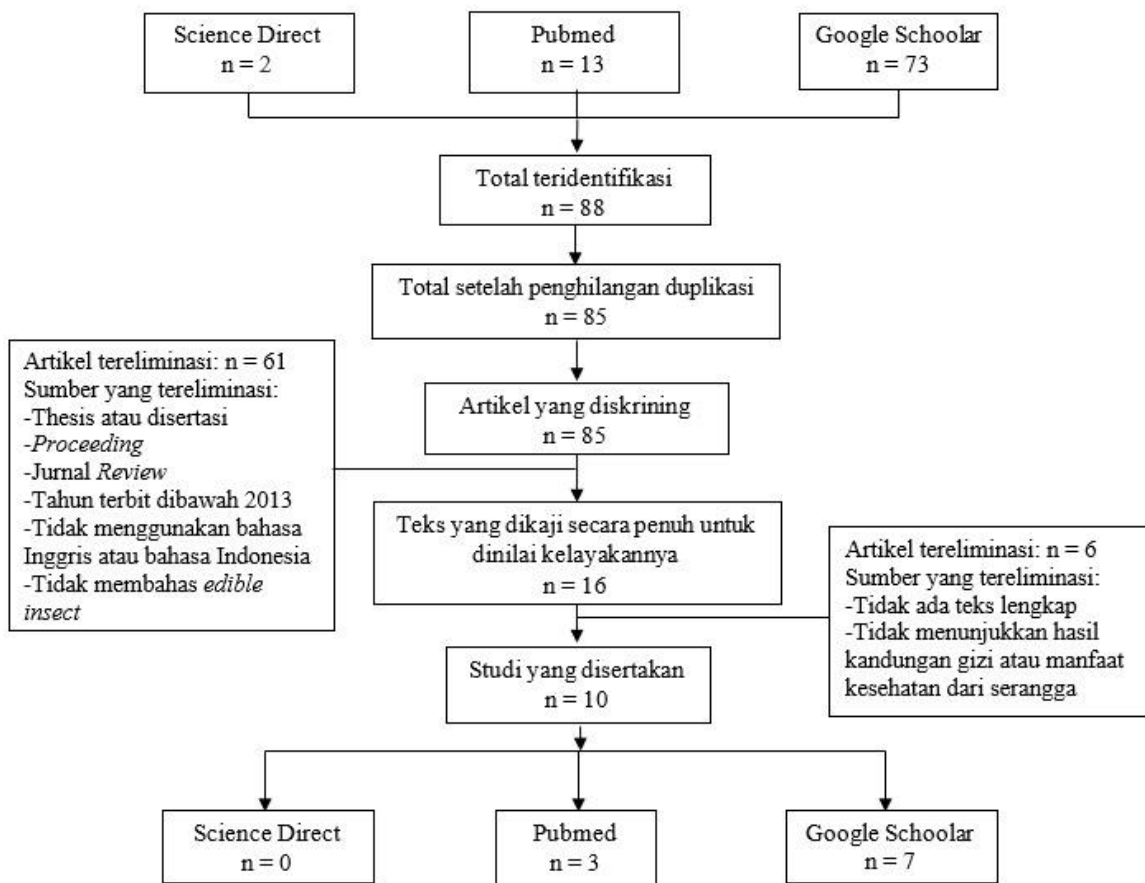 Science Direct
n = 2
Pubmed
n = 13
Google Schoolar
n = 73
Total teridentifikasi
n = 88
Total setelah penghilangan duplikasi
n = 85
Artikel tereliminasi: n = 61
Sumber yang tereliminasi:
-Thesis atau disertasi
-Proceeding
-Jurnal Review
-Tahun terbit dibawah 2013
-Tidak menggunakan bahasa
Inggris atau bahasa Indonesia
-Tidak membahas edible
insect
Artikel yang diskrining
n = 85
Teks yang dikaji secara penuh untuk
dinilai kelayakannya
n = 16
Artikel tereliminasi: n = 6
Sumber yang tereliminasi:
-Tidak ada teks lengkap
-Tidak menunjukkan hasil
kandungan gizi atau manfaat
kesehatan dari serangga
Studi yang disertakan
n = 10
Science Direct
n = 0
Pubmed
n = 3
Google Schoolar
n = 7